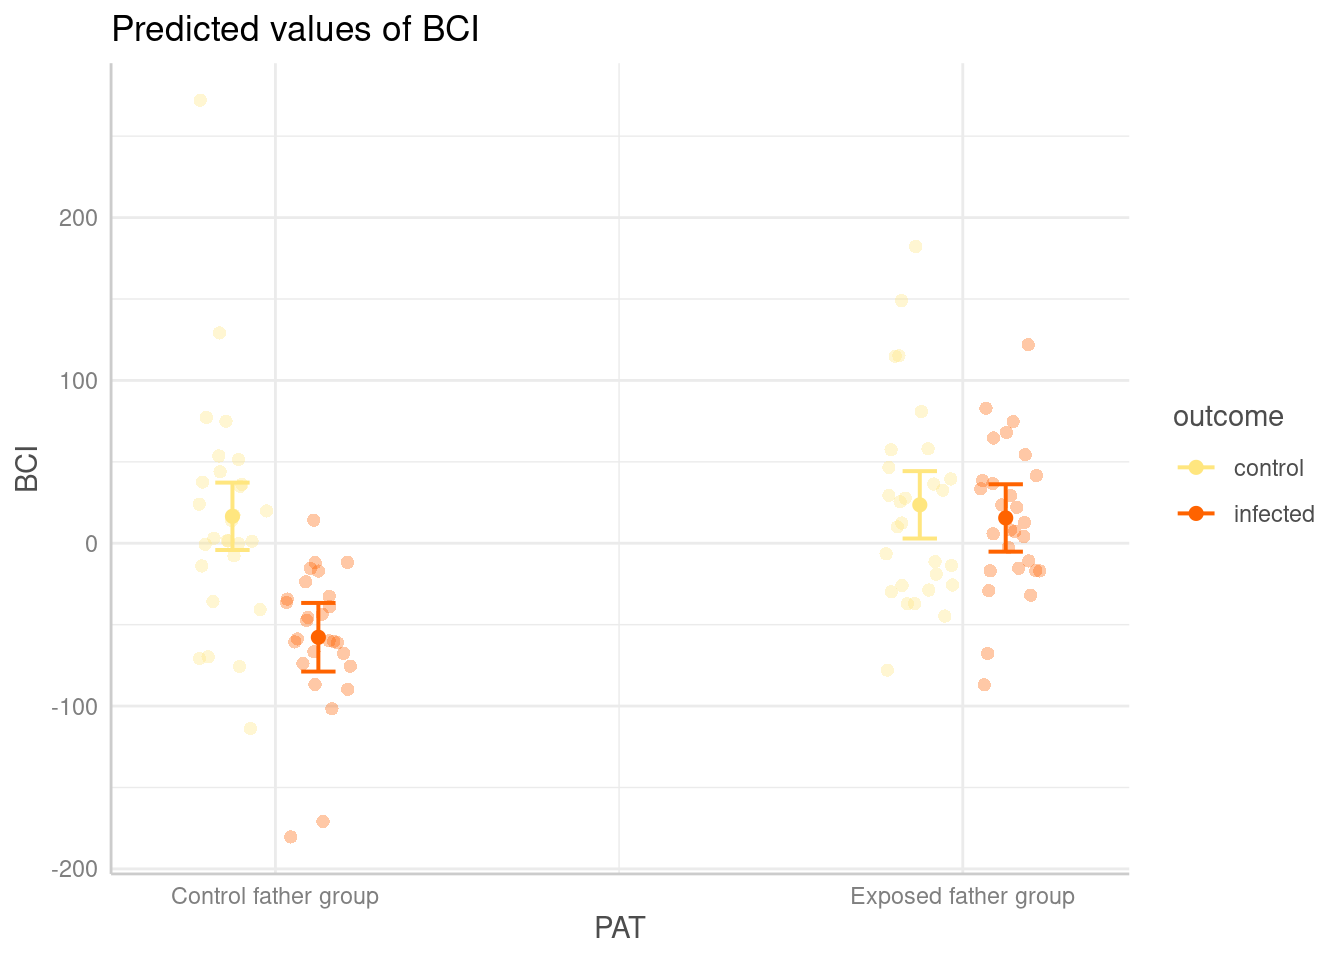 Predicted values of BCI
200
100
0
-100
-200
BCI
Control father group
Exposed father group
PAT
outcome
control
infected